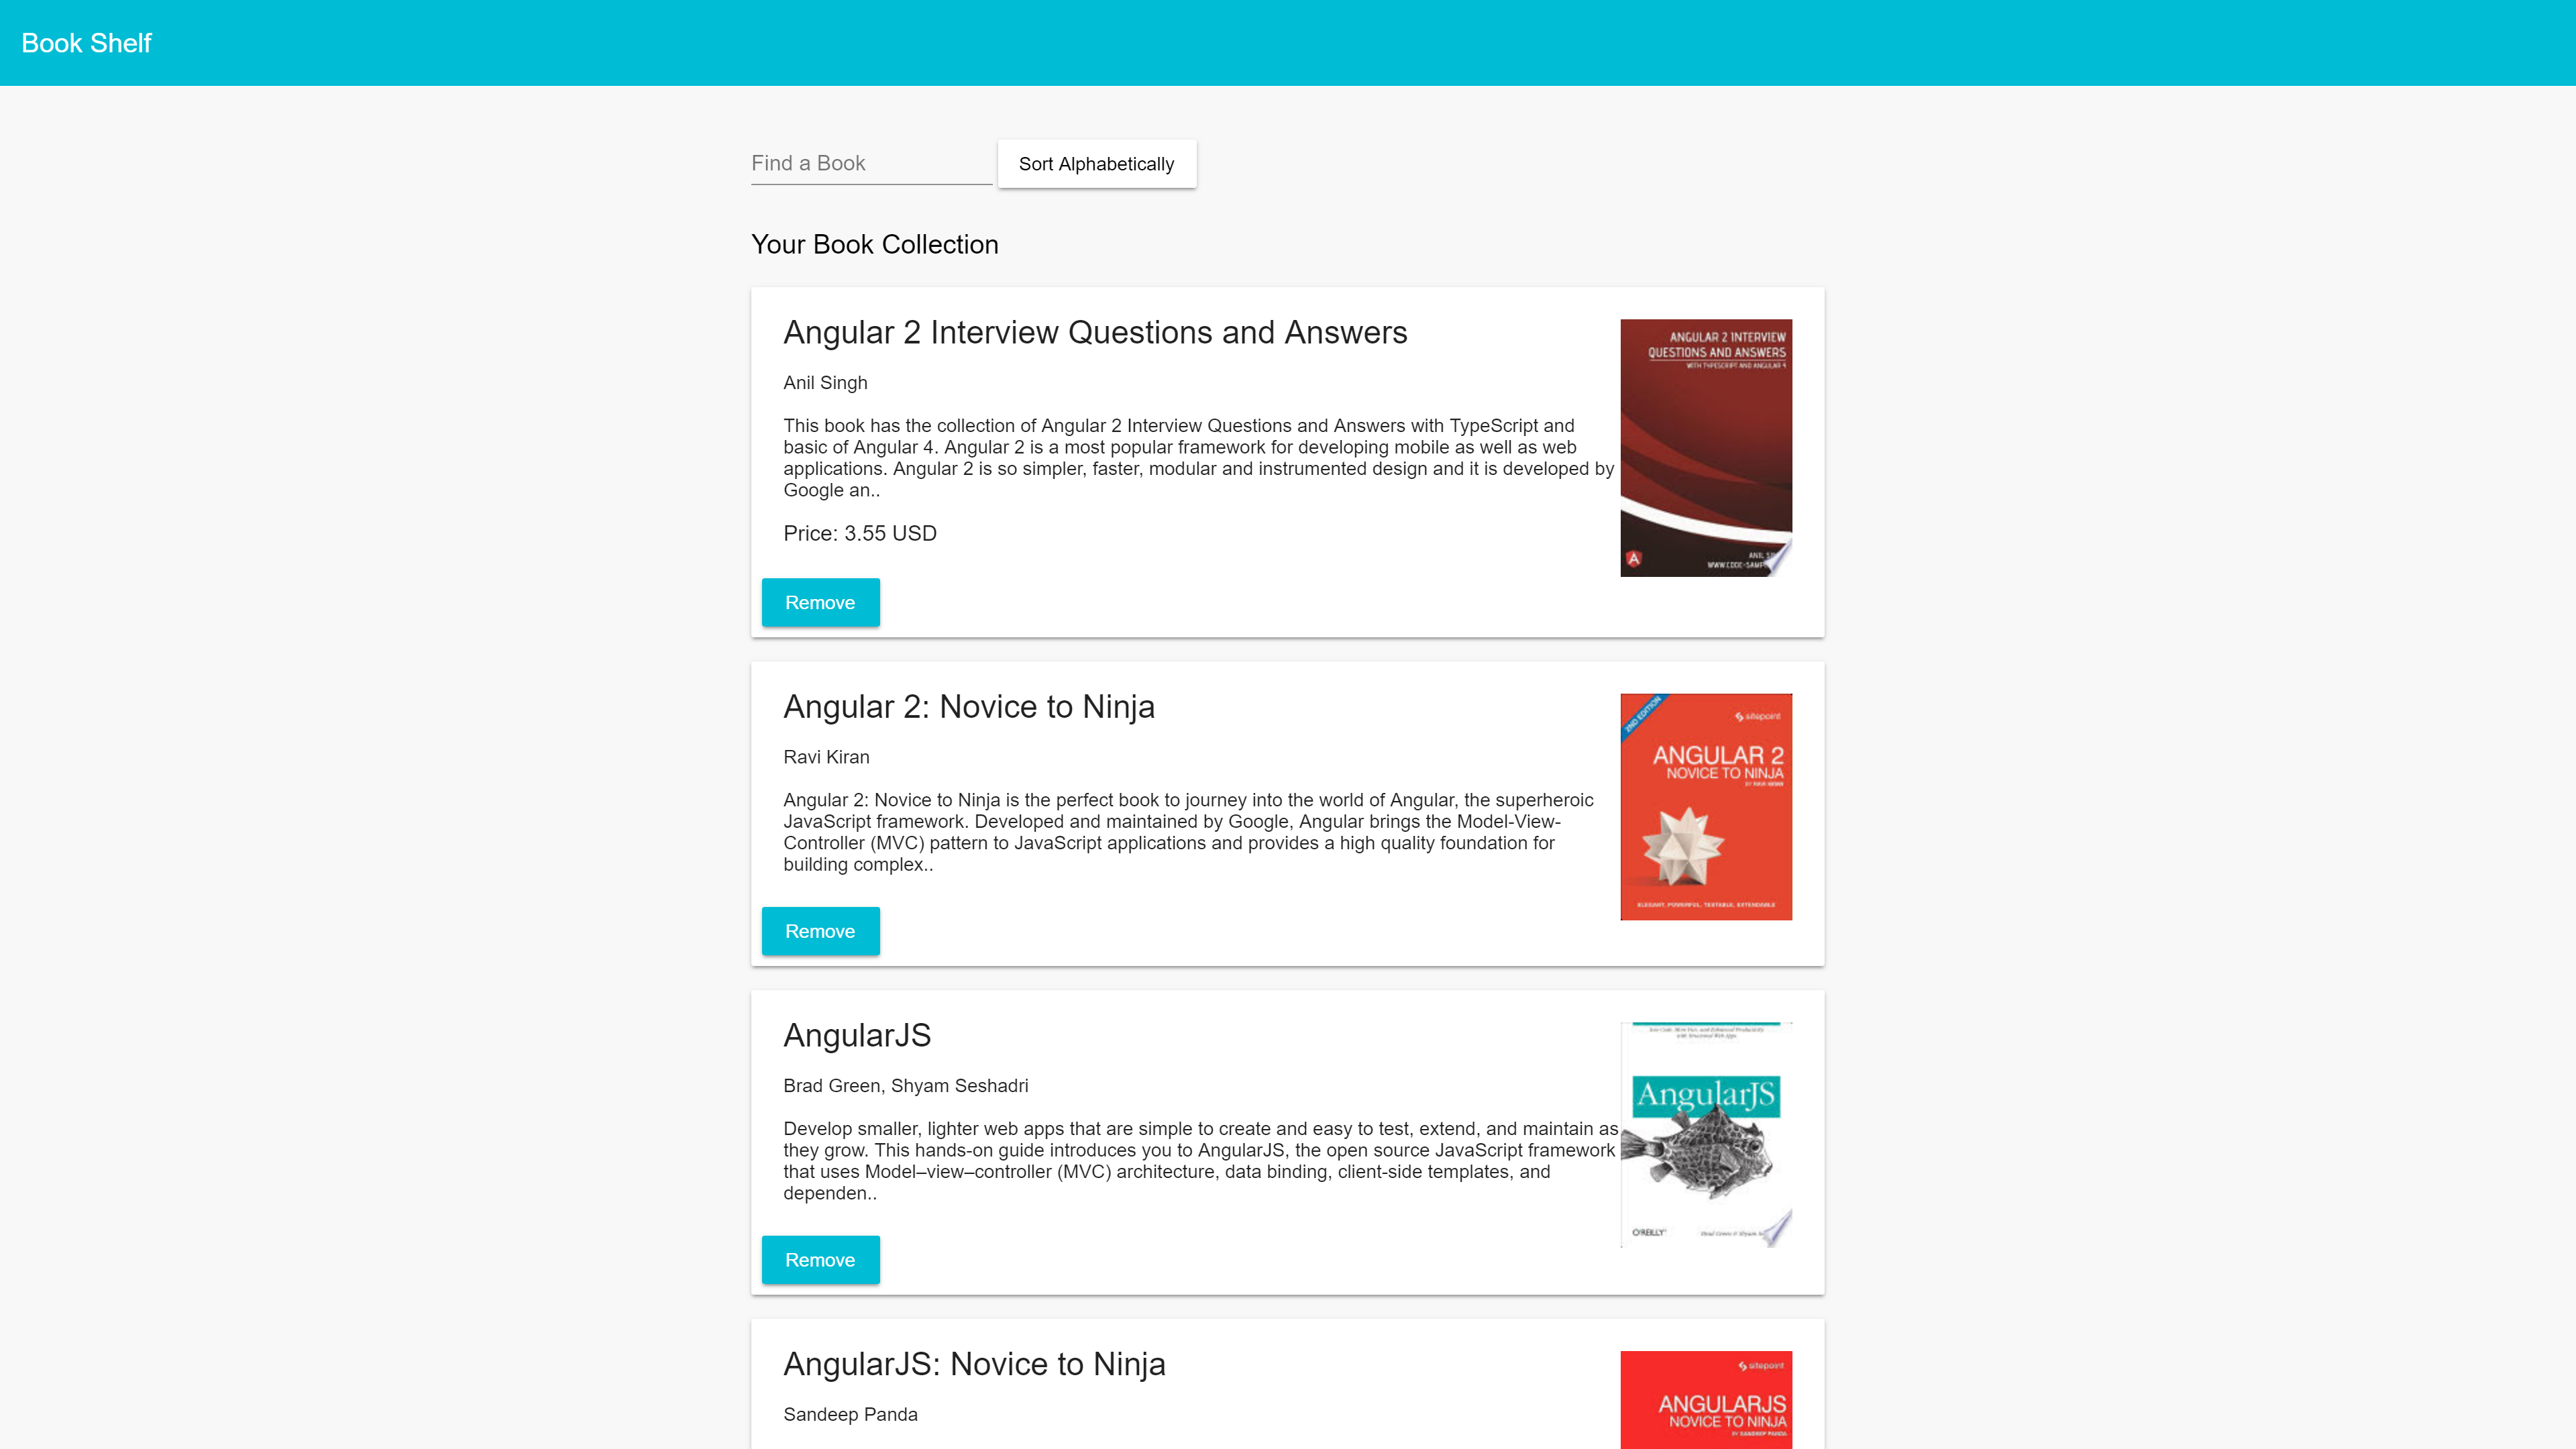 Book Shelf
Find a Book
Sort Alphabetically
Your Book Collection
Angular 2 Interview Questions and Answers
Anil Singh
This book has the collection of Angular 2 Interview Questions and Answers with TypeScript and
basic of Angular 4. Angular 2 is a most popular framework for developing mobile as well as web
applications. Angular 2 is so simpler, faster, modular and instrumented design and it is developed by
Google an..
Price: 3.55 USD
Remove
ANGULAR 2 INTERVIEW
QUESTIONS AND ANSWERS
WITH TYPESCRIPT AND ANGULAR 4
Angular 2: Novice to Ninja
Ravi Kiran
Angular 2: Novice to Ninja is the perfect book to journey into the world of Angular, the superheroic
JavaScript framework. Developed and maintained by Google, Angular brings the Model-View-
Controller (MVC) pattern to JavaScript applications and provides a high quality foundation for
building complex..
Remove
2ND EDITION
sitepoint
ANGULAR 2
NOVICE TO NINJA
BY RAVI KIRAN
ELEGANT, POWERFUL, TESTABLE, EXTENDABLE
AngularJS
Brad Green, Shyam Seshadri
Develop smaller, lighter web apps that are simple to create and easy to test, extend, and maintain as
they grow. This hands-on guide introduces you to AngularJS, the open source JavaScript framework
that uses Model–view–controller (MVC) architecture, data binding, client-side templates, and
dependen..
Remove
AngularJS
O'REILLY
AngularJS: Novice to Ninja
Sandeep Panda
sitepoint
ANGULARJS
NOVICE TO NINJA
BY SANDEEP PANDA